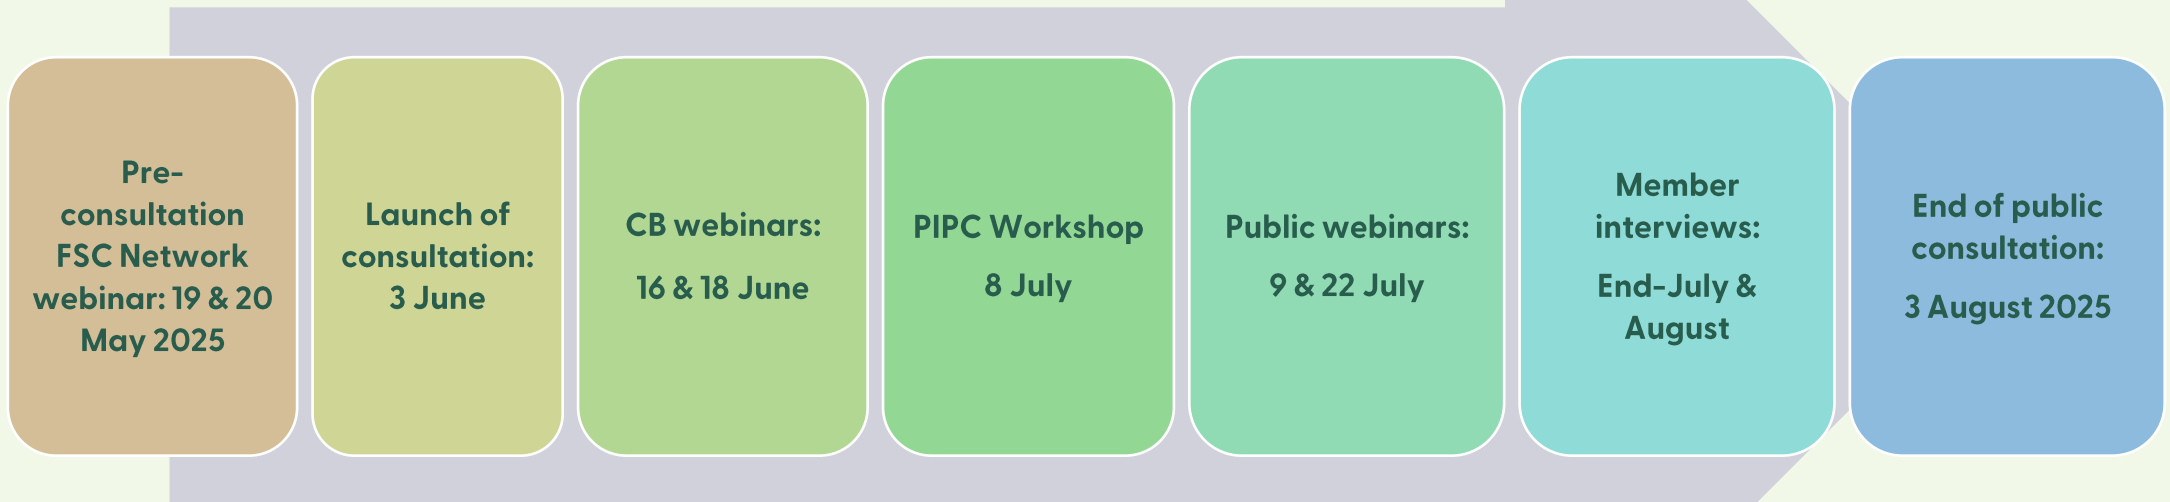 Pre-
consultation
FSC Network
webinar: 19 & 20
May 2025
Launch of
consultation:
3 June
CB webinars:
16 & 18 June
PIPC Workshop
8 July
Public webinars:
9 & 22 July
Member
interviews:
End-July &
August
End of public
consultation:
3 August 2025